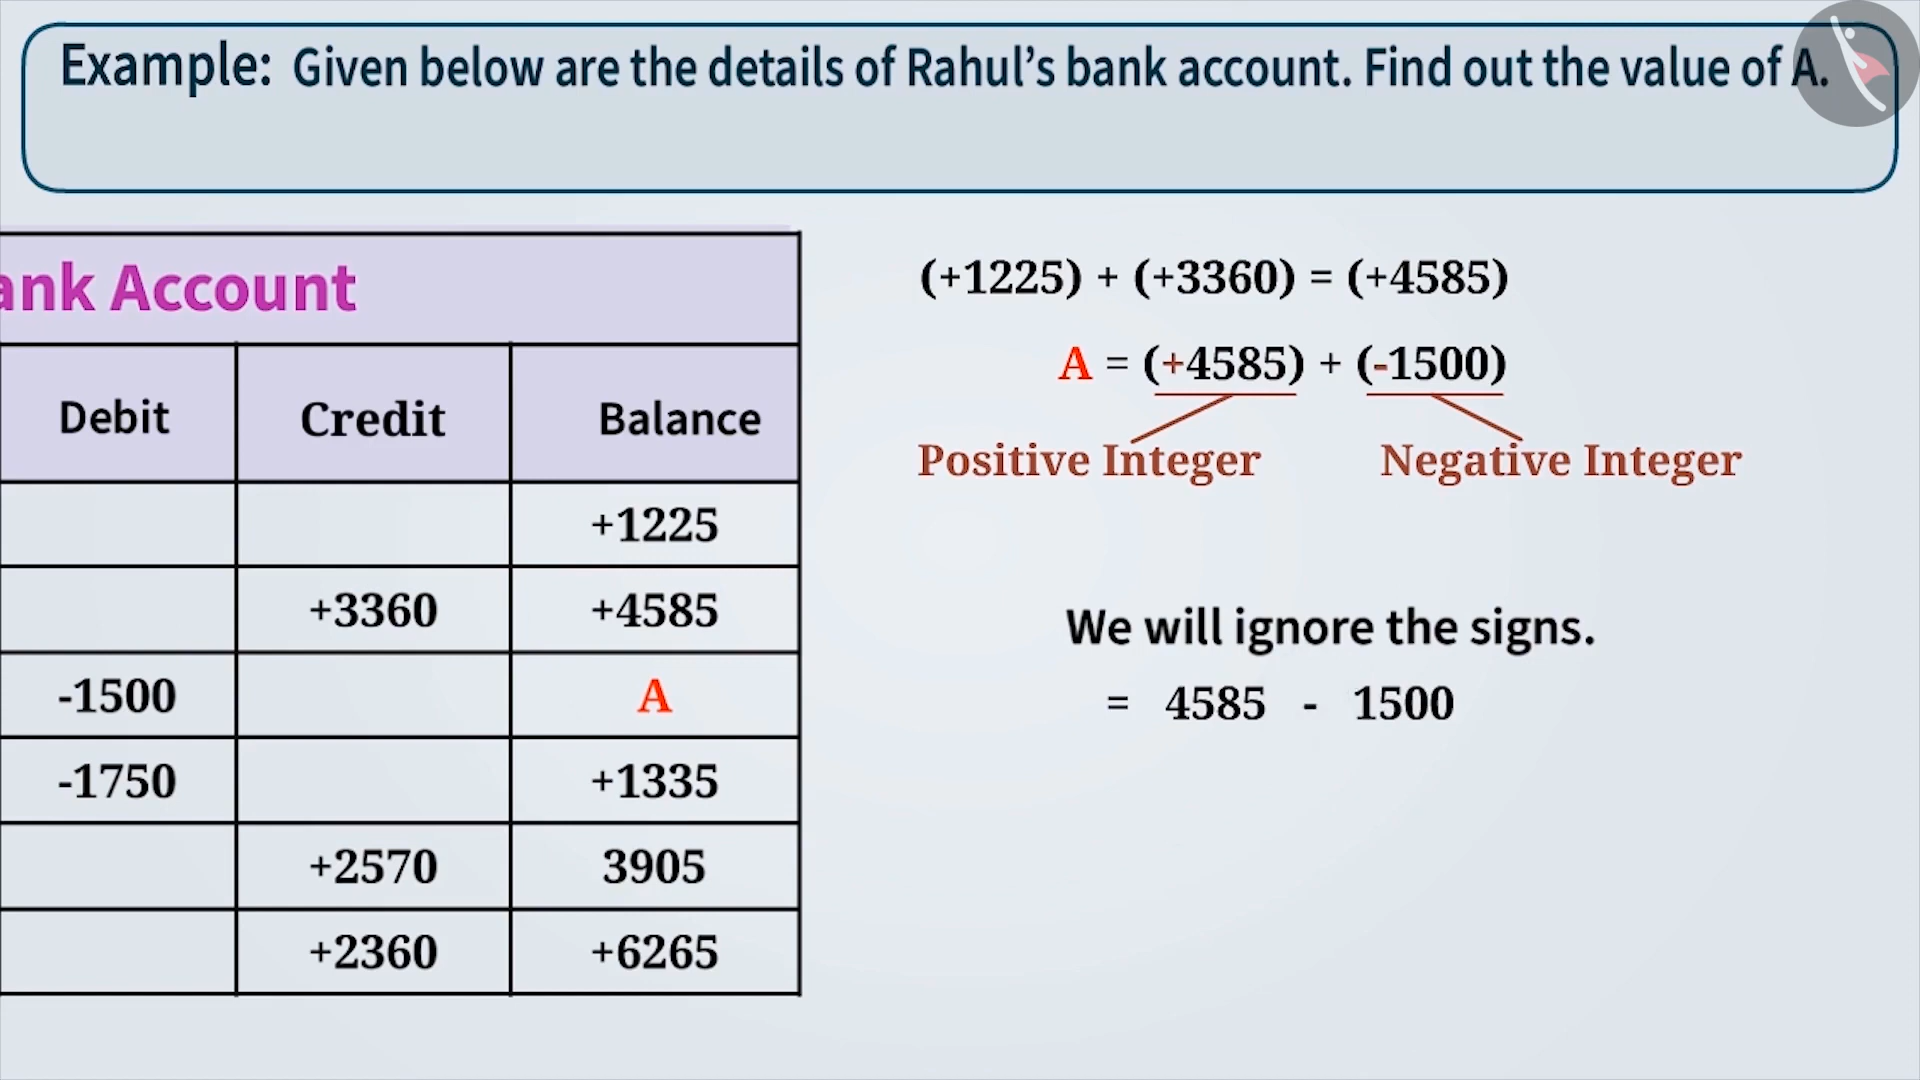 Example: Given below are the details of Rahul’s bank account. Find out the value of A.
ank Account
Debit Credit Balance
+1225
+3360 +4585
-1500 A
-1750 +1335
+2570 3905
+2360 +6265
(+1225) + (+3360) = (+4585)
A = (+4585) + (-1500)
Positive Integer Negative Integer
We will ignore the signs.
= 4585 - 1500